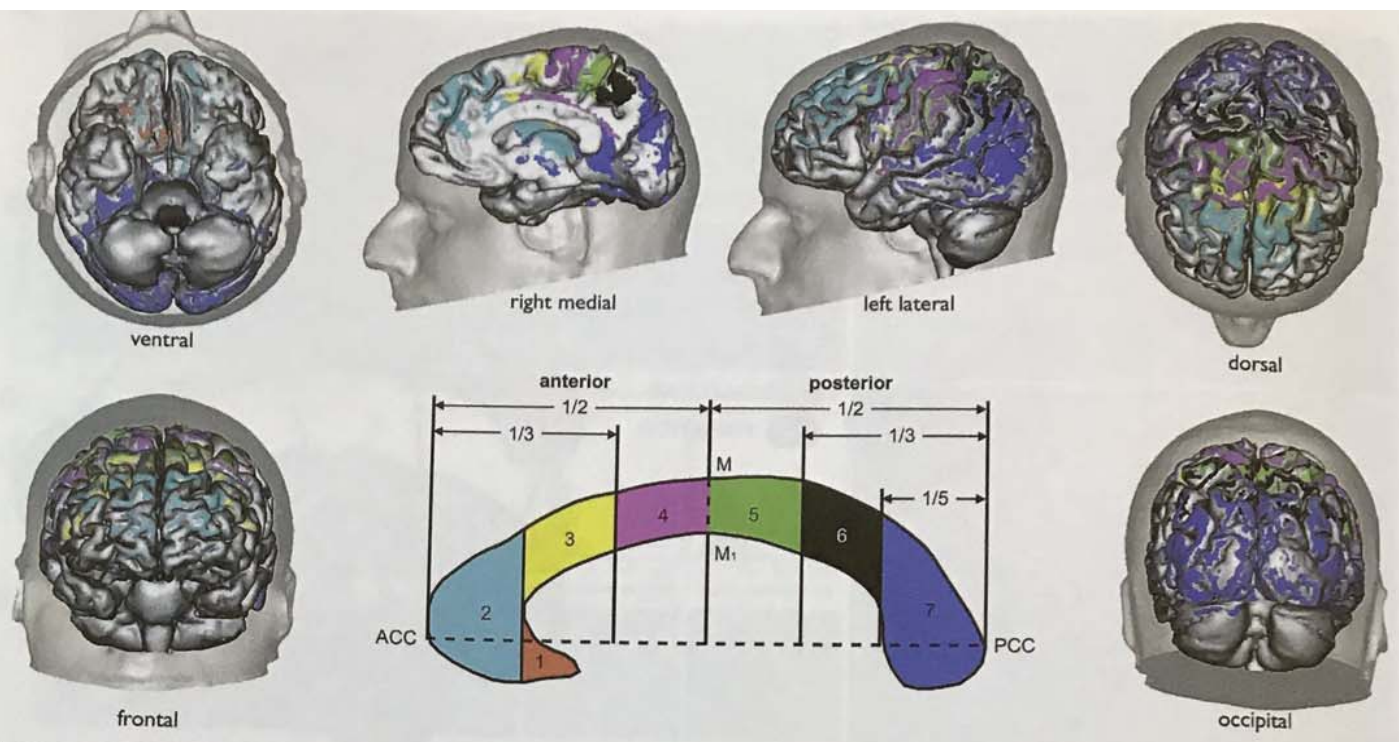 right medial
left lateral
ventral
dorsal
anterior
posterior
1/2
1/2
1/3
1/3
M
1/5
3
4
5
6
M₁
2
7
ACC
PCC
1
frontal
occipital